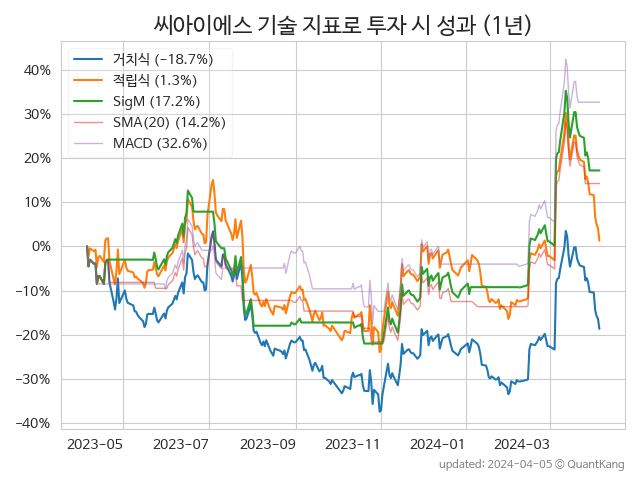 씨아이에스 기술 지표로 투자 시 성과 (1년)
거치식 (−18.7%)
적립식 (1.3%)
SigM (17.2%)
SMA(20) (14.2%)
MACD (32.6%)
40%
30%
20%
10%
0%
−10%
−20%
−30%
−40%
2023-05 2023-07 2023-09 2023-11 2024-01 2024-03
updated: 2024-04-05 © QuantKang